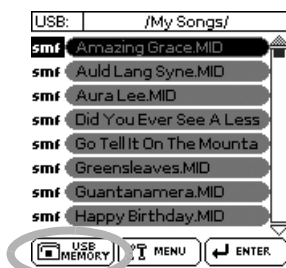 USB: /My Songs/
smf Amazing Grace.MID
smf Auld Lang Syne.MID
smf Aura Lee.MID
smf Did You Ever See A Less
smf Go Tell It On The Mounta
smf Greensleaves.MID
smf Guantanamera.MID
smf Happy Birthday.MID
USB MEMORY MENU ENTER